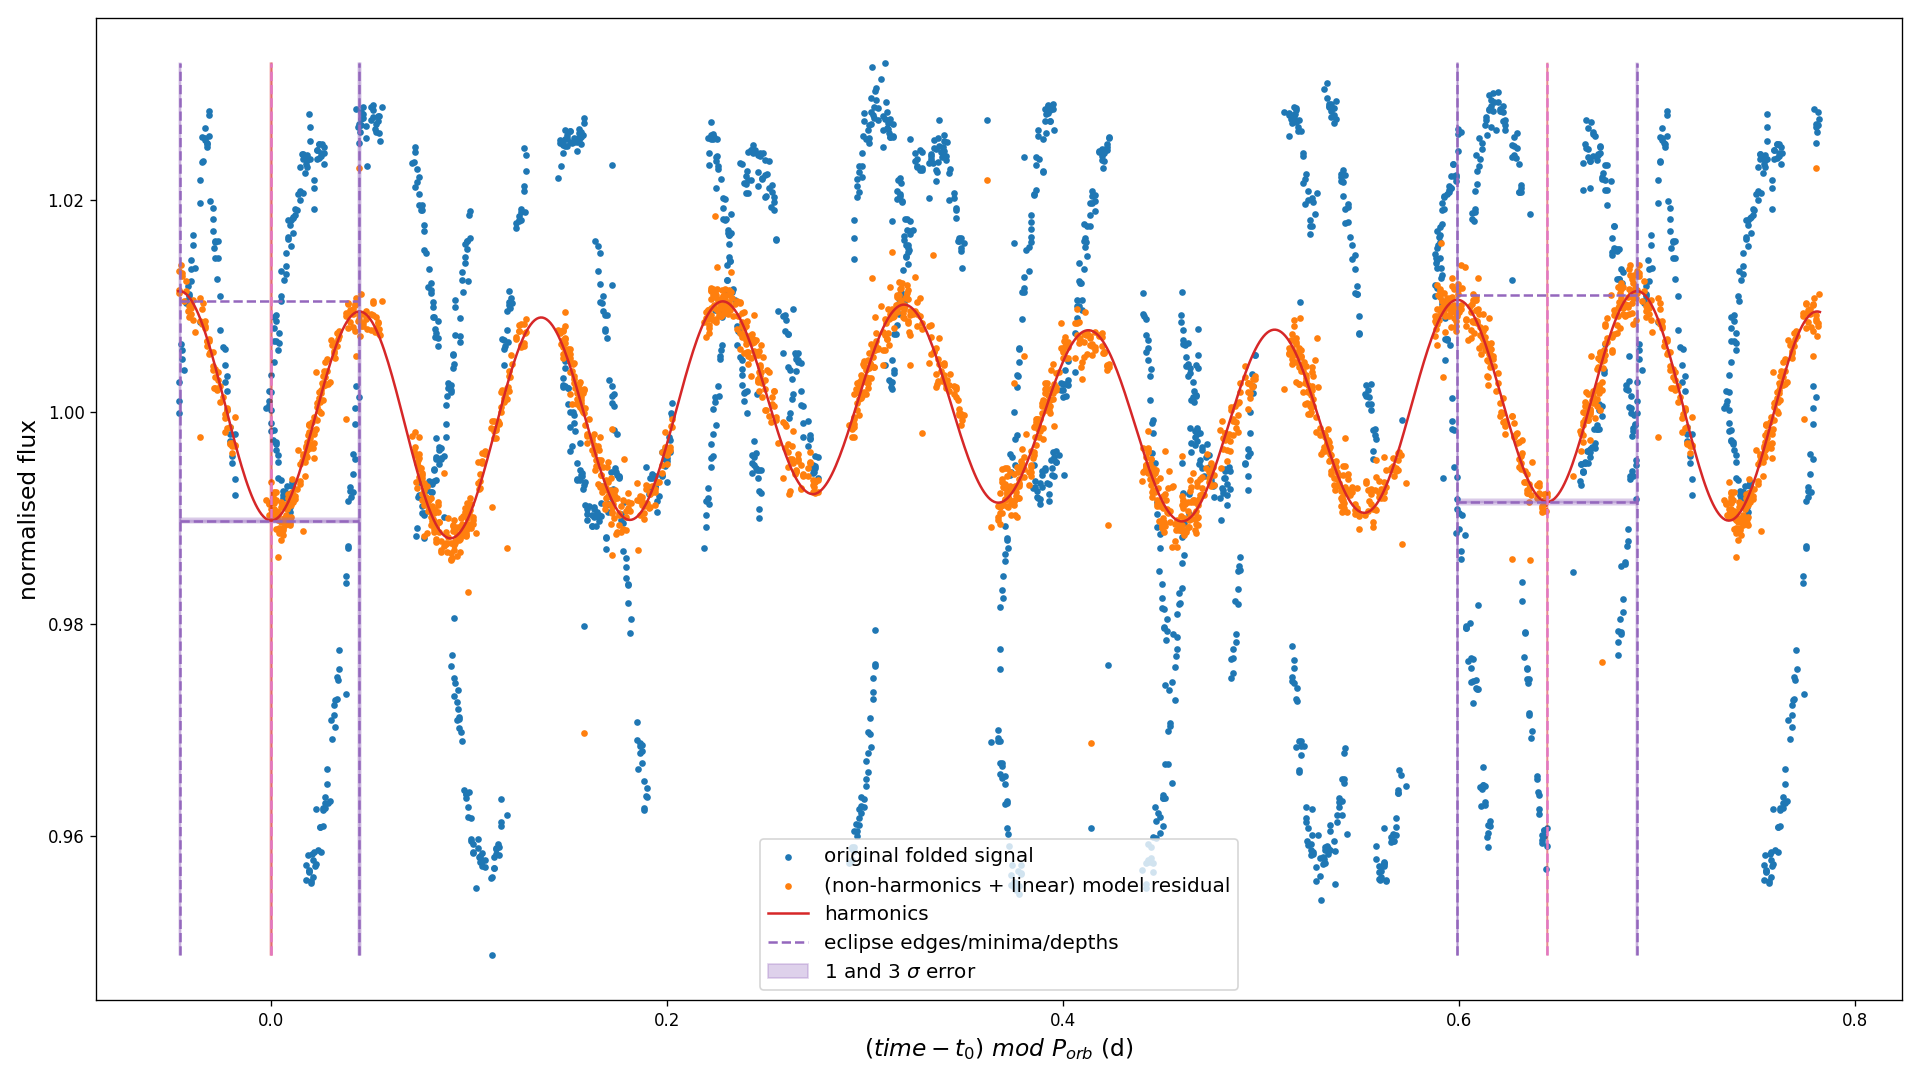 normalised flux
1.02
1.00
0.98
0.96
original folded signal
(non-harmonics + linear) model residual
harmonics
eclipse edges/minima/depths
1 and 3 σ error
0.0 0.2 0.4 0.6 0.8
(time − t₀) mod P_orb (d)